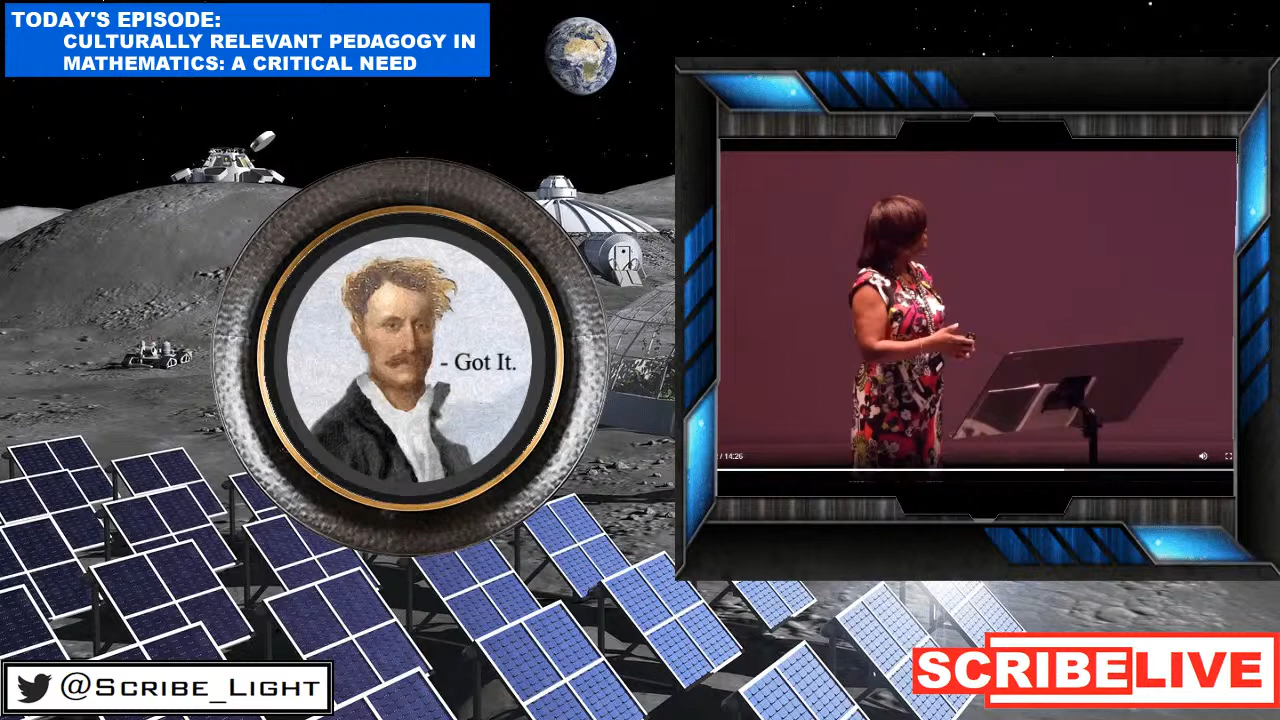 TODAY'S EPISODE:
CULTURALLY RELEVANT PEDAGOGY IN
MATHEMATICS: A CRITICAL NEED
- Got It.
/ 14:26
@SCRIBE_LIGHT
SCRIBELIVE